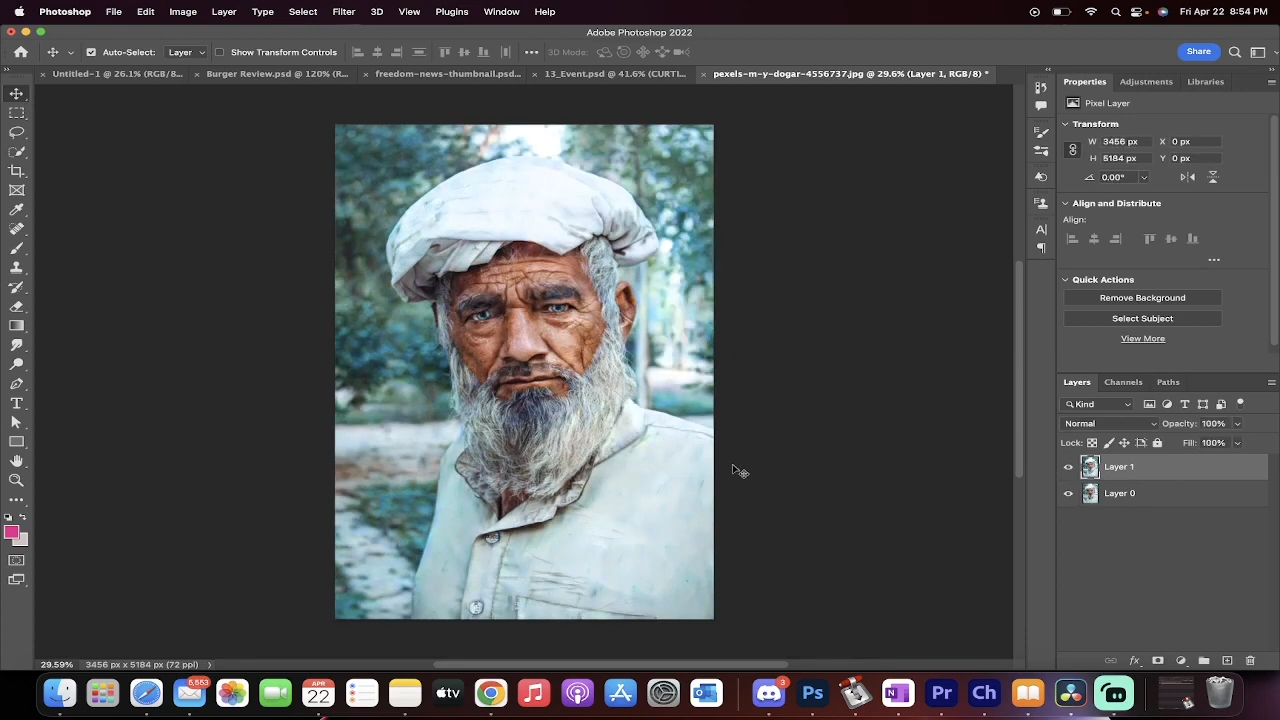 Photoshop File Edit Image Layer Type Select Filter 3D View Plugins Window Help Fri Apr 22 8:54 PM
Adobe Photoshop 2022
Auto-Select: Layer Show Transform Controls 3D Mode: Share
Untitled-1 @ 26.1% (RGB/8... Burger Review.psd @ 120% (R... freedom-news-thumbnail.psd... 13_Event.psd @ 41.6% (CURTI... pexels-m-y-dogar-4556737.jpg @ 29.6% (Layer 1, RGB/8) *
Properties Adjustments Libraries
Pixel Layer
Transform
W 3456 px X 0 px
H 5184 px Y 0 px
0.00°
Align and Distribute
Align:
Quick Actions
Remove Background
Select Subject
View More
Layers Channels Paths
Kind
Normal Opacity: 100%
Lock: Fill: 100%
Layer 1
Layer 0
29.59% 3456 px x 5184 px (72 ppi)
5,553
APR
22
tv
3
Ps
N
Pr
Ch